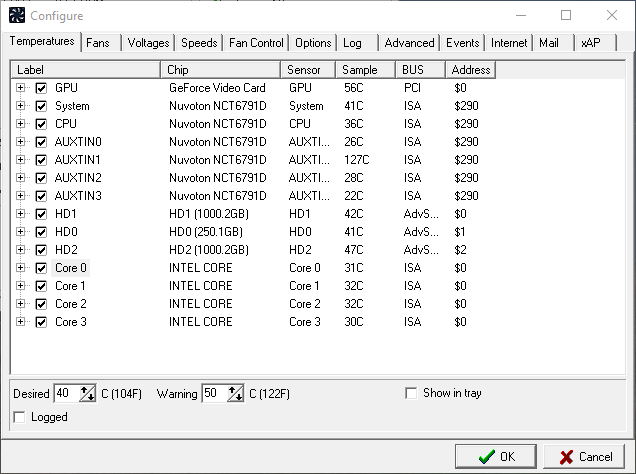 Configure
Temperatures Fans Voltages Speeds Fan Control Options Log Advanced Events Internet Mail xAP
Label Chip Sensor Sample BUS Address
GPU GeForce Video Card GPU 56C PCI $0
System Nuvoton NCT6791D System 41C ISA $290
CPU Nuvoton NCT6791D CPU 36C ISA $290
AUXTIN0 Nuvoton NCT6791D AUXTI... 26C ISA $290
AUXTIN1 Nuvoton NCT6791D AUXTI... 127C ISA $290
AUXTIN2 Nuvoton NCT6791D AUXTI... 28C ISA $290
AUXTIN3 Nuvoton NCT6791D AUXTI... 22C ISA $290
HD1 HD1 (1000.2GB) HD1 42C AdvS... $0
HD0 HD0 (250.1GB) HD0 41C AdvS... $1
HD2 HD2 (1000.2GB) HD2 47C AdvS... $2
Core 0 INTEL CORE Core 0 31C ISA $0
Core 1 INTEL CORE Core 1 32C ISA $0
Core 2 INTEL CORE Core 2 32C ISA $0
Core 3 INTEL CORE Core 3 30C ISA $0
Desired 40 C (104F) Warning 50 C (122F) Show in tray
Logged
OK Cancel